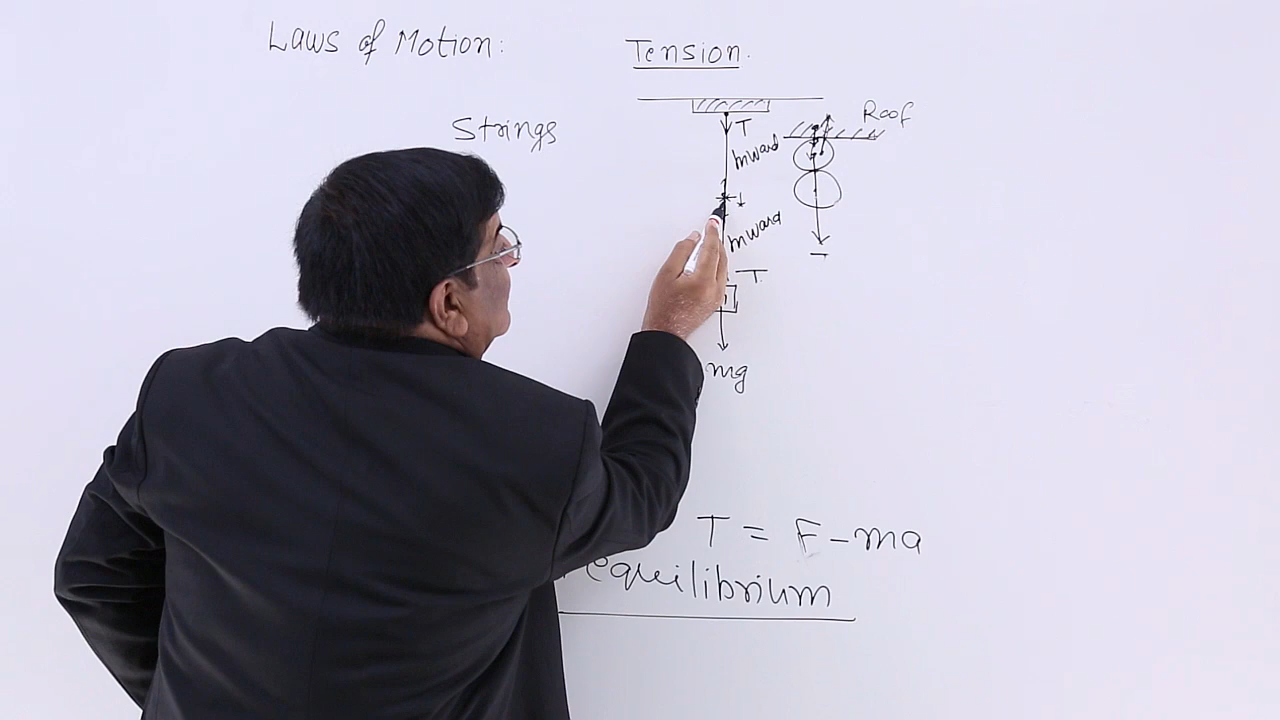 Laws of Motion:
Tension.
Strings
Roof
T
Inward
Inward
T
T
mg
T = F - ma
equilibrium